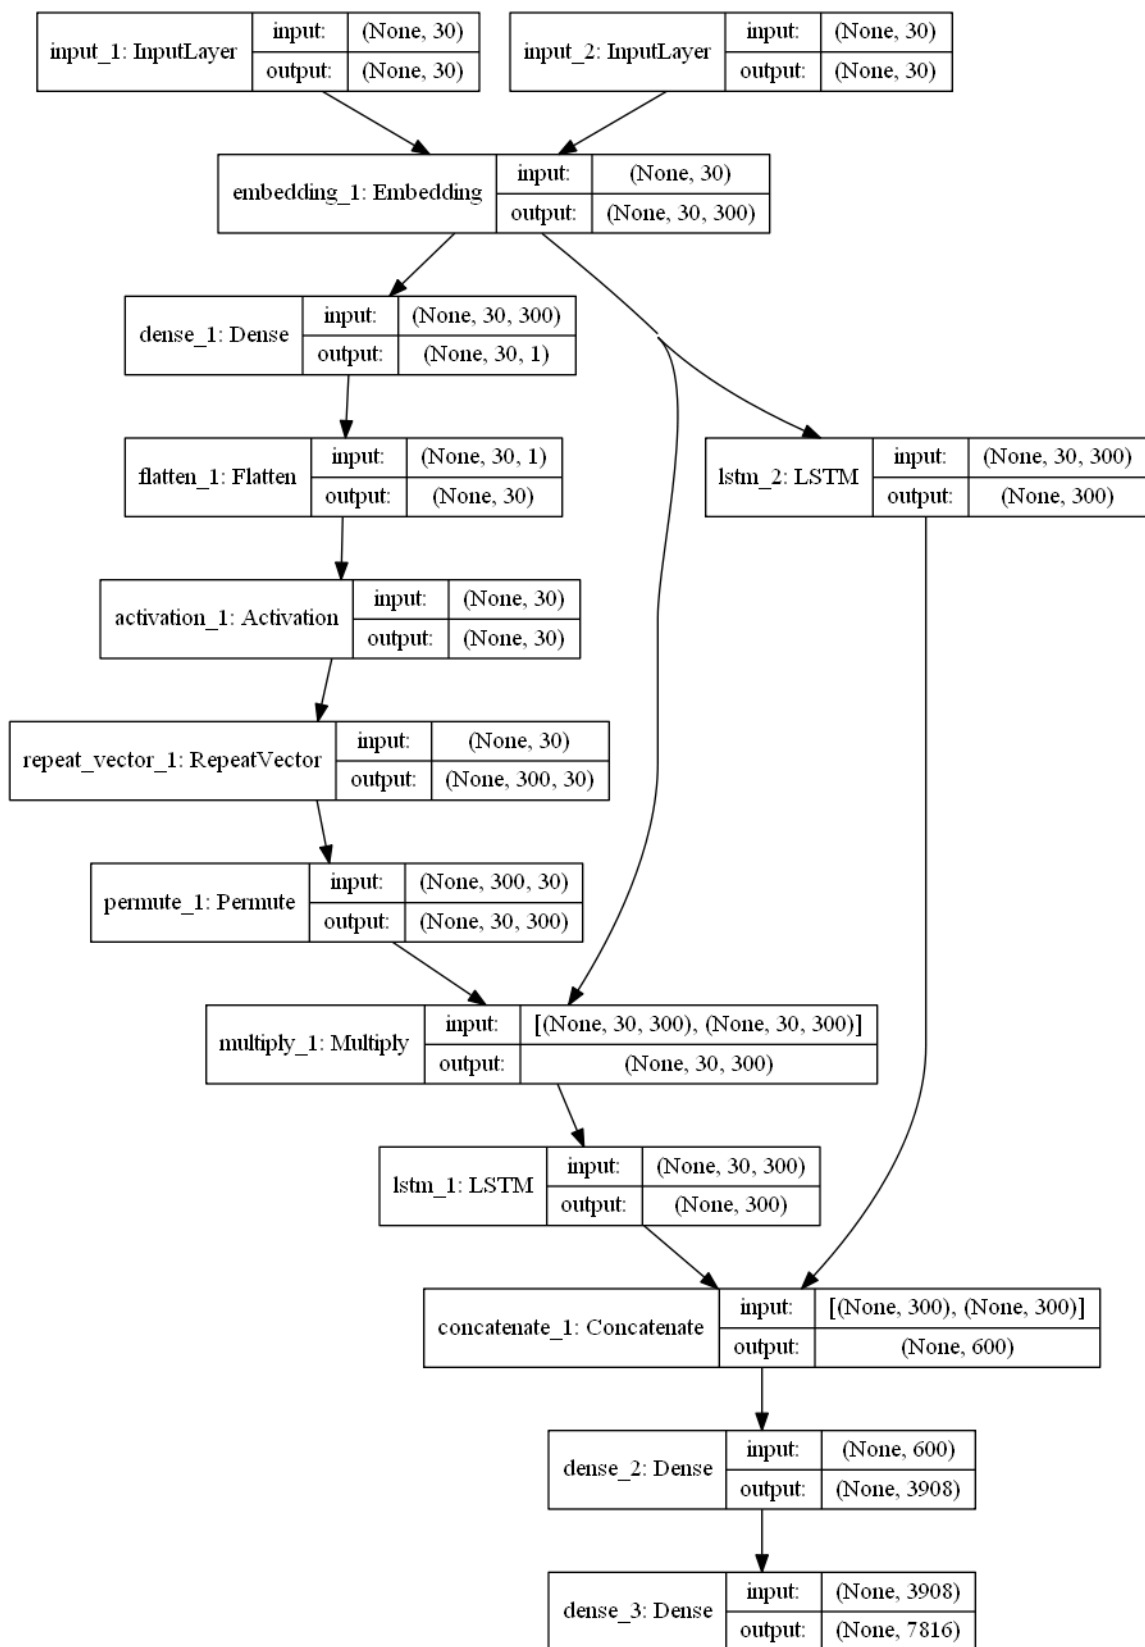 input_1: InputLayer
input: (None, 30)
output: (None, 30)
input_2: InputLayer
input: (None, 30)
output: (None, 30)
embedding_1: Embedding
input: (None, 30)
output: (None, 30, 300)
dense_1: Dense
input: (None, 30, 300)
output: (None, 30, 1)
flatten_1: Flatten
input: (None, 30, 1)
output: (None, 30)
lstm_2: LSTM
input: (None, 30, 300)
output: (None, 300)
activation_1: Activation
input: (None, 30)
output: (None, 30)
repeat_vector_1: RepeatVector
input: (None, 30)
output: (None, 300, 30)
permute_1: Permute
input: (None, 300, 30)
output: (None, 30, 300)
multiply_1: Multiply
input: [(None, 30, 300), (None, 30, 300)]
output: (None, 30, 300)
lstm_1: LSTM
input: (None, 30, 300)
output: (None, 300)
concatenate_1: Concatenate
input: [(None, 300), (None, 300)]
output: (None, 600)
dense_2: Dense
input: (None, 600)
output: (None, 3908)
dense_3: Dense
input: (None, 3908)
output: (None, 7816)